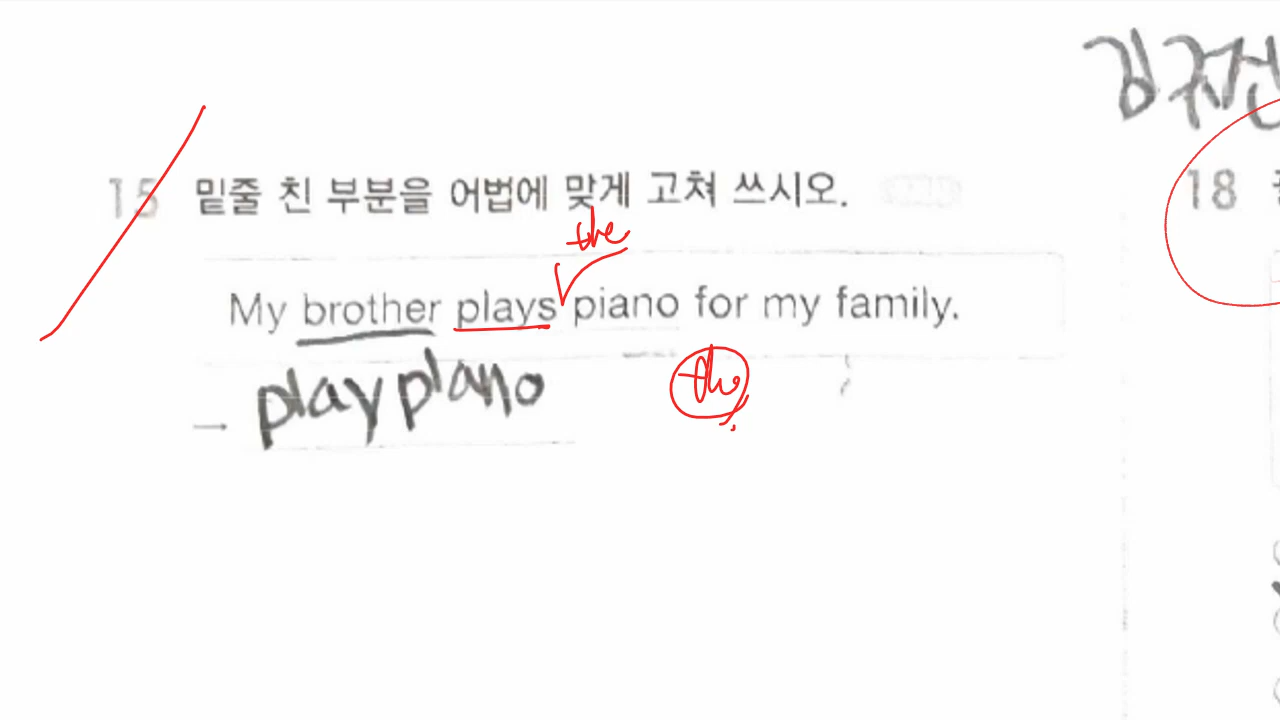 15 밑줄 친 부분을 어법에 맞게 고쳐 쓰시오.
the
My brother plays piano for my family.
→ play piano
the
18